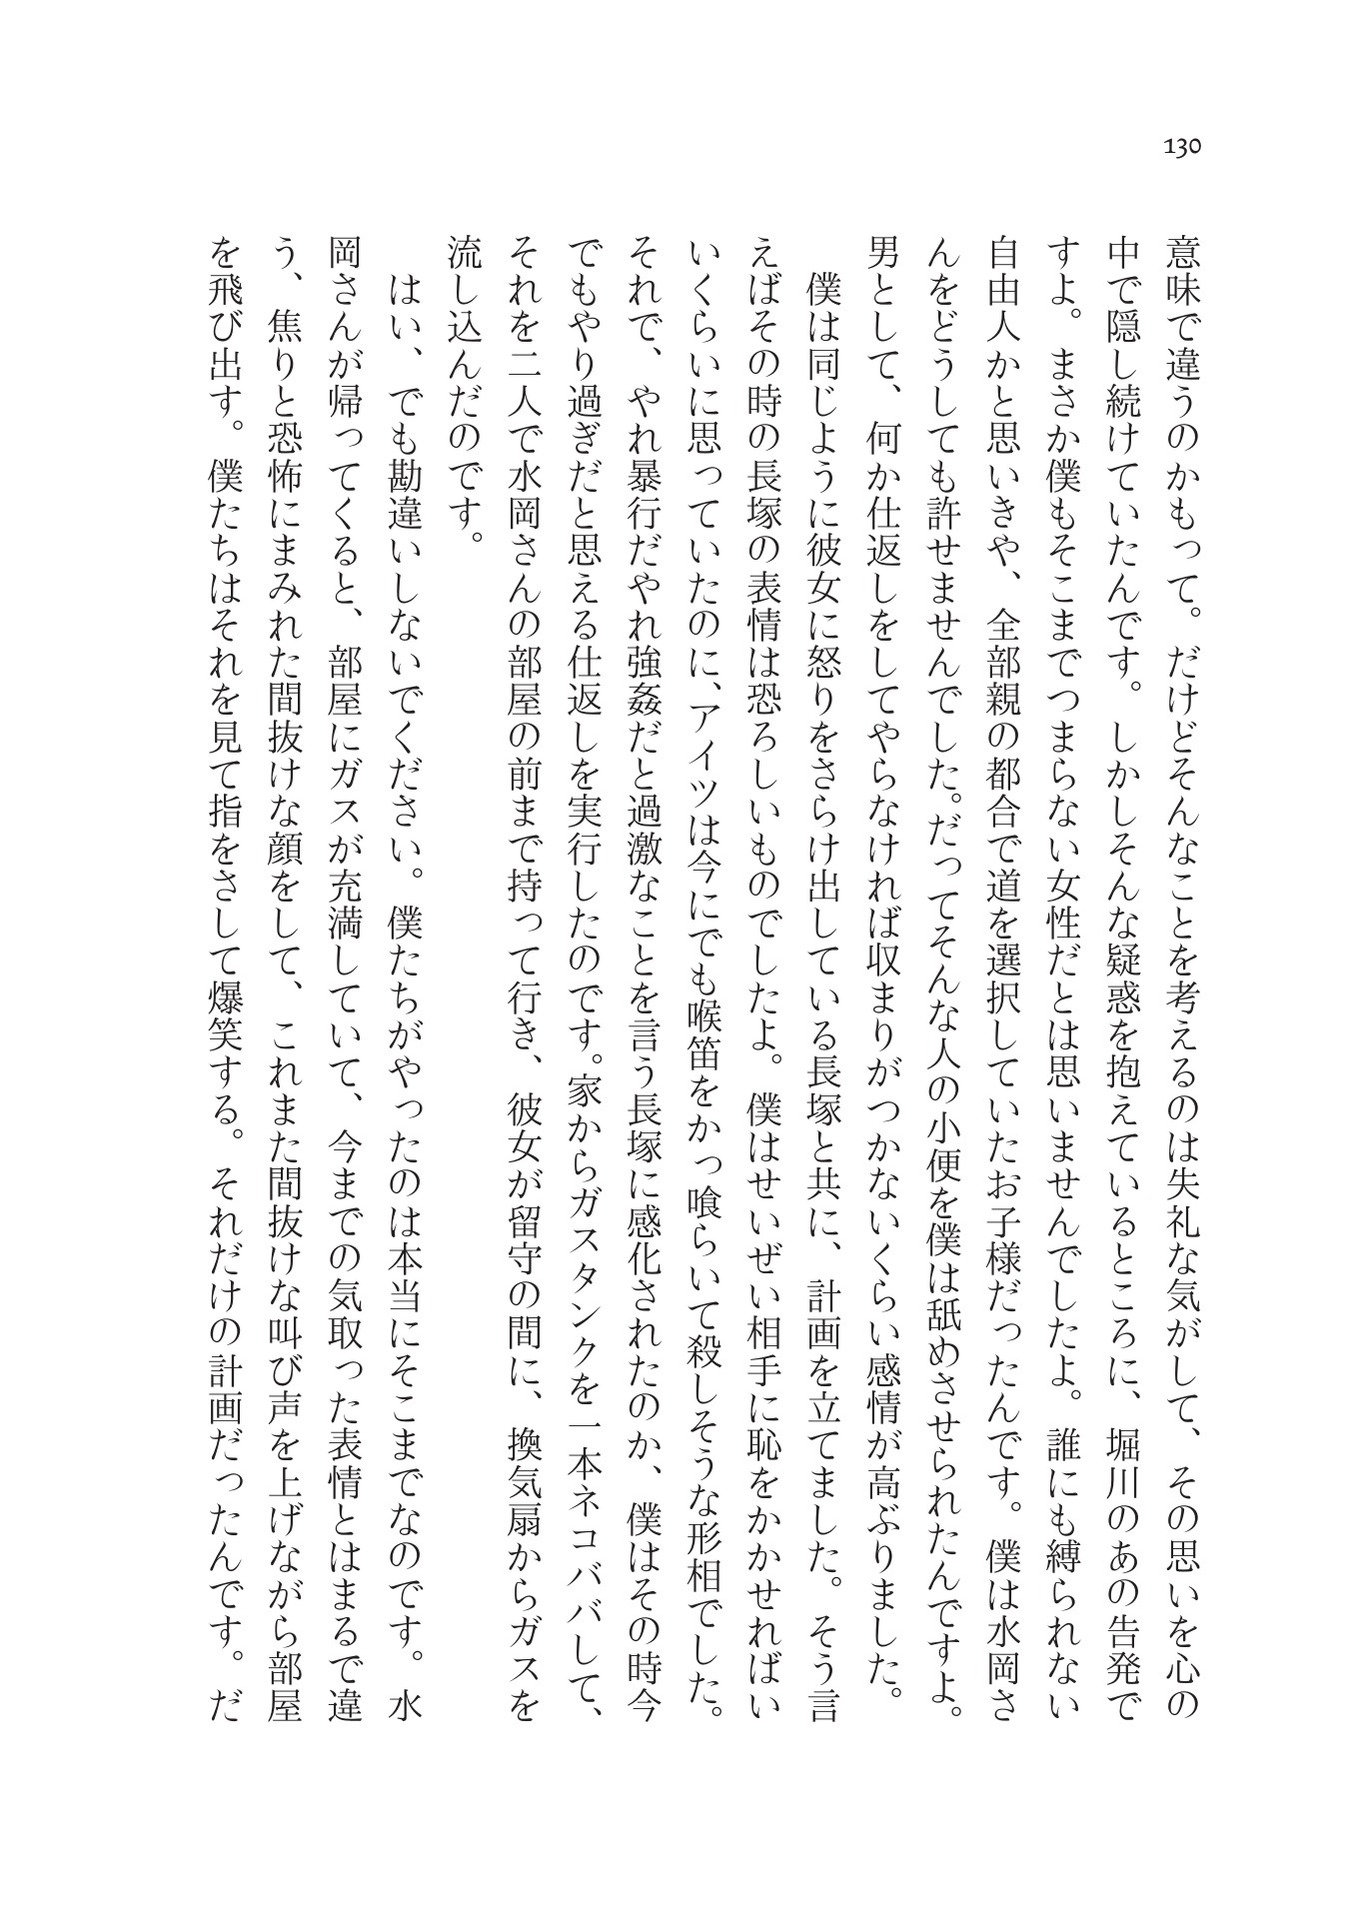 130
意味で違うのかもって。だけどそんなことを考えるのは失礼な気がして、その思いを心の
中で隠し続けていたんです。しかしそんな疑惑を抱えているところに、堀川のあの告発で
すよ。まさか僕もそこまでつまらない女性だとは思いませんでしたよ。誰にも縛られない
自由人かと思いきや、全部親の都合で道を選択していたお子様だったんです。僕は水岡さ
んをどうしても許せませんでした。だってそんな人の小便を僕は舐めさせられたんですよ。
男として、何か仕返しをしてやらなければ収まりがつかないくらい感情が高ぶりました。
　僕は同じように彼女に怒りをさらけ出している長塚と共に、計画を立てました。そう言
えばその時の長塚の表情は恐ろしいものでしたよ。僕はせいぜい相手に恥をかかせればい
いくらいに思っていたのに、アイツは今にでも喉笛をかっ喰らいて殺しそうな形相でした。
それで、やれ暴行だやれ強姦だと過激なことを言う長塚に感化されたのか、僕はその時今
でもやり過ぎだと思える仕返しを実行したのです。家からガスタンクを一本ネコババして、
それを二人で水岡さんの部屋の前まで持って行き、彼女が留守の間に、換気扇からガスを
流し込んだのです。
　はい、でも勘違いしないでください。僕たちがやったのは本当にそこまでなのです。水
岡さんが帰ってくると、部屋にガスが充満していて、今までの気取った表情とはまるで違
う、焦りと恐怖にまみれた間抜けな顔をして、これまた間抜けな叫び声を上げながら部屋
を飛び出す。僕たちはそれを見て指をさして爆笑する。それだけの計画だったんです。だ